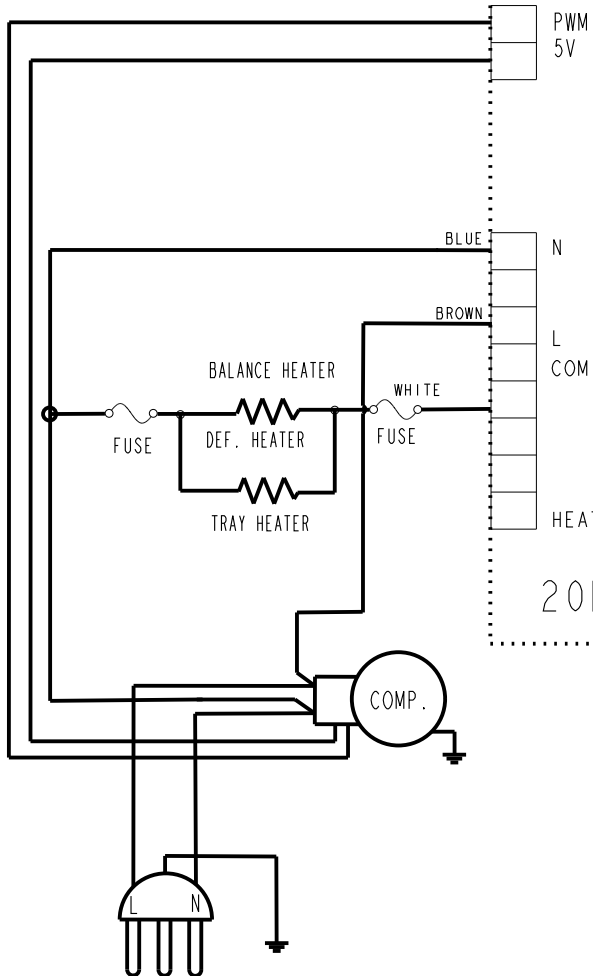 PWM
5V
BLUE
N
BROWN
L
COM
BALANCE HEATER
WHITE
FUSE
DEF. HEATER
FUSE
TRAY HEATER
COMP.
L
N